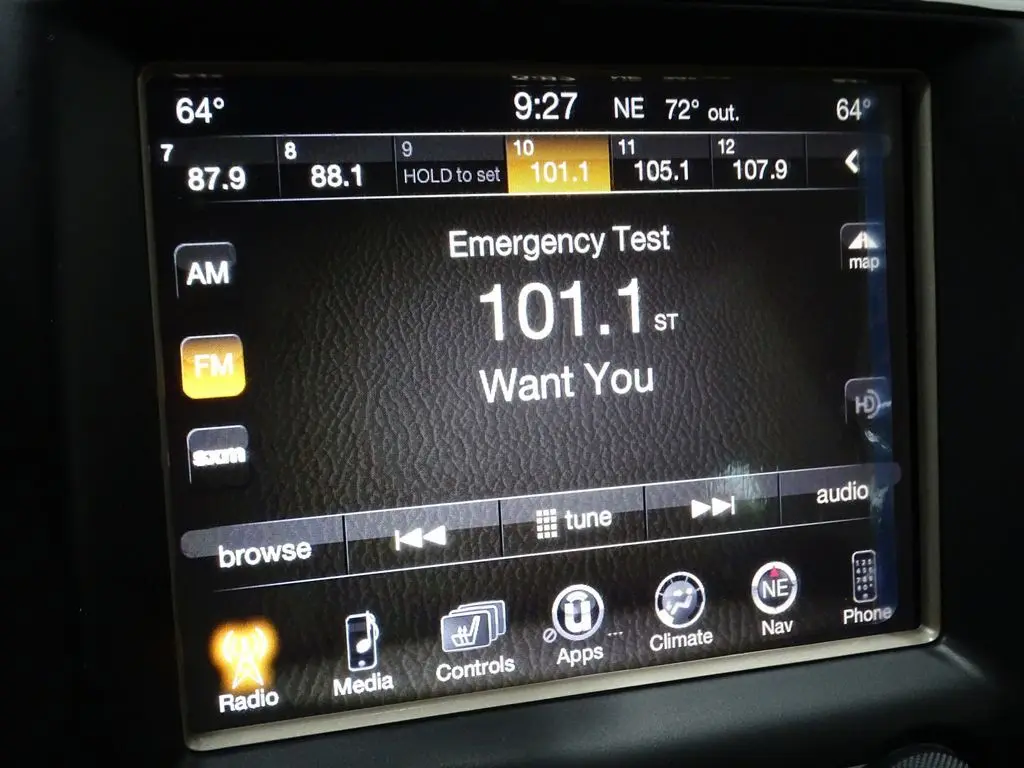 64° 9:27 NE 72° out. 64°
7 8 9 10 11 12
87.9 88.1 HOLD to set 101.1 105.1 107.9
Emergency Test
AM
map
101.1 ST
FM
Want You
HD
sxm
browse tune audio
NE
Radio Media Controls Apps Climate Nav Phone